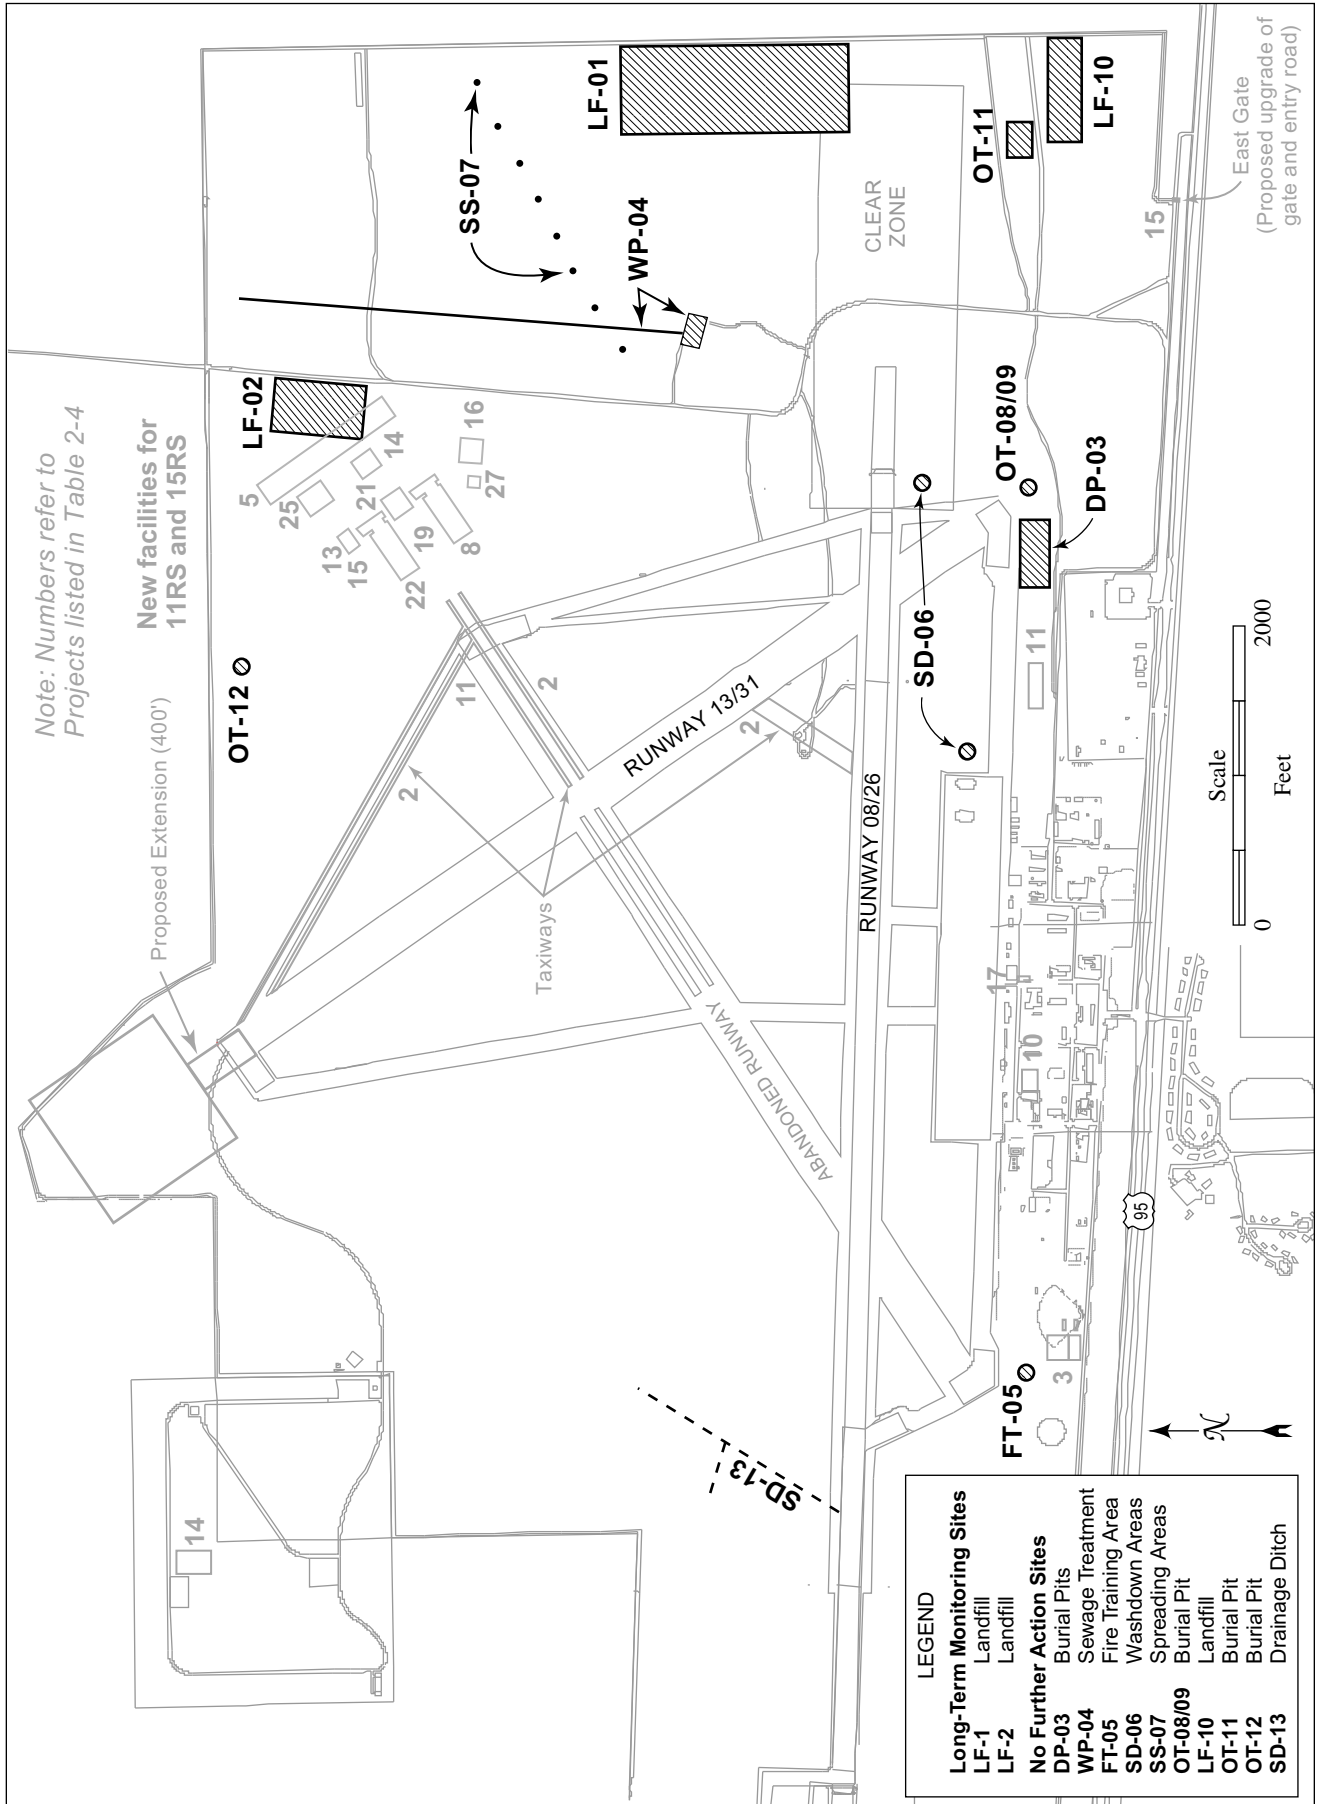 Note: Numbers refer to
Projects listed in Table 2-4
New facilities for
11RS and 15RS
Proposed Extension (400')
OT-12
LF-02
SS-07
LF-01
WP-04
5
25
14
21
13
15
19
22
8
16
27
11
2
2
2
Taxiways
RUNWAY 13/31
RUNWAY 08/26
ABANDONED RUNWAY
CLEAR
ZONE
OT-11
LF-10
OT-08/09
DP-03
SD-06
11
15
East Gate
(Proposed upgrade of
gate and entry road)
14
SD-13
FT-05
3
10
17
95
N
Scale
0
2000
Feet
LEGEND
Long-Term Monitoring Sites
LF-1 Landfill
LF-2 Landfill
No Further Action Sites
DP-03 Burial Pits
WP-04 Sewage Treatment
FT-05 Fire Training Area
SD-06 Washdown Areas
SS-07 Spreading Areas
OT-08/09 Burial Pit
LF-10 Landfill
OT-11 Burial Pit
OT-12 Burial Pit
SD-13 Drainage Ditch